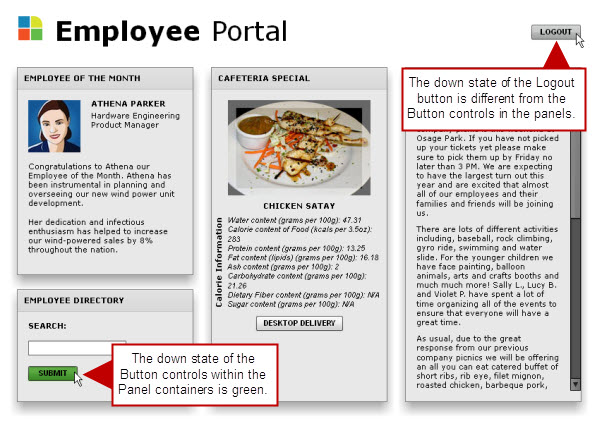 Employee Portal
LOGOUT
The down state of the Logout
button is different from the
Button controls in the panels.
EMPLOYEE OF THE MONTH
ATHENA PARKER
Hardware Engineering
Product Manager
Congratulations to Athena our
Employee of the Month. Athena has
been instrumental in planning and
overseeing our new wind power unit
development.
Her dedication and infectious
enthusiasm has helped to increase
our wind-powered sales by 8%
throughout the nation.
EMPLOYEE DIRECTORY
SEARCH:
SUBMIT
The down state of the
Button controls within the
Panel containers is green.
CAFETERIA SPECIAL
CHICKEN SATAY
Calorie Information
Water content (grams per 100g): 47.31
Calorie content of Food (kcals per 3.5oz):
283
Protein content (grams per 100g): 13.25
Fat content (lipids) (grams per 100g): 16.18
Ash content (grams per 100g): 2
Carbohydrate content (grams per 100g):
21.26
Dietary Fiber content (grams per 100g): N/A
Sugar content (grams per 100g): N/A
DESKTOP DELIVERY
Osage Park. If you have not picked
up your tickets yet please make
sure to pick them up by Friday no
later than 3 PM. We are expecting
to have the largest turn out this
year and are excited that almost
all of our employees and their
families and friends will be joining
us.
There are lots of different activities
including, baseball, rock climbing,
gyro ride, swimming and water
slide. For the younger children we
have face painting, balloon
animals, arts and crafts booths and
much much more! Sally L., Lucy B.
and Violet P. have spent a lot of
time organizing all of the events to
ensure that everyone will have a
great time.
As usual, due to the great
response from our previous
company picnics we will be offering
an all you can eat catered buffet of
short ribs, rib eye, filet mignon,
roasted chicken, barbeque pork,